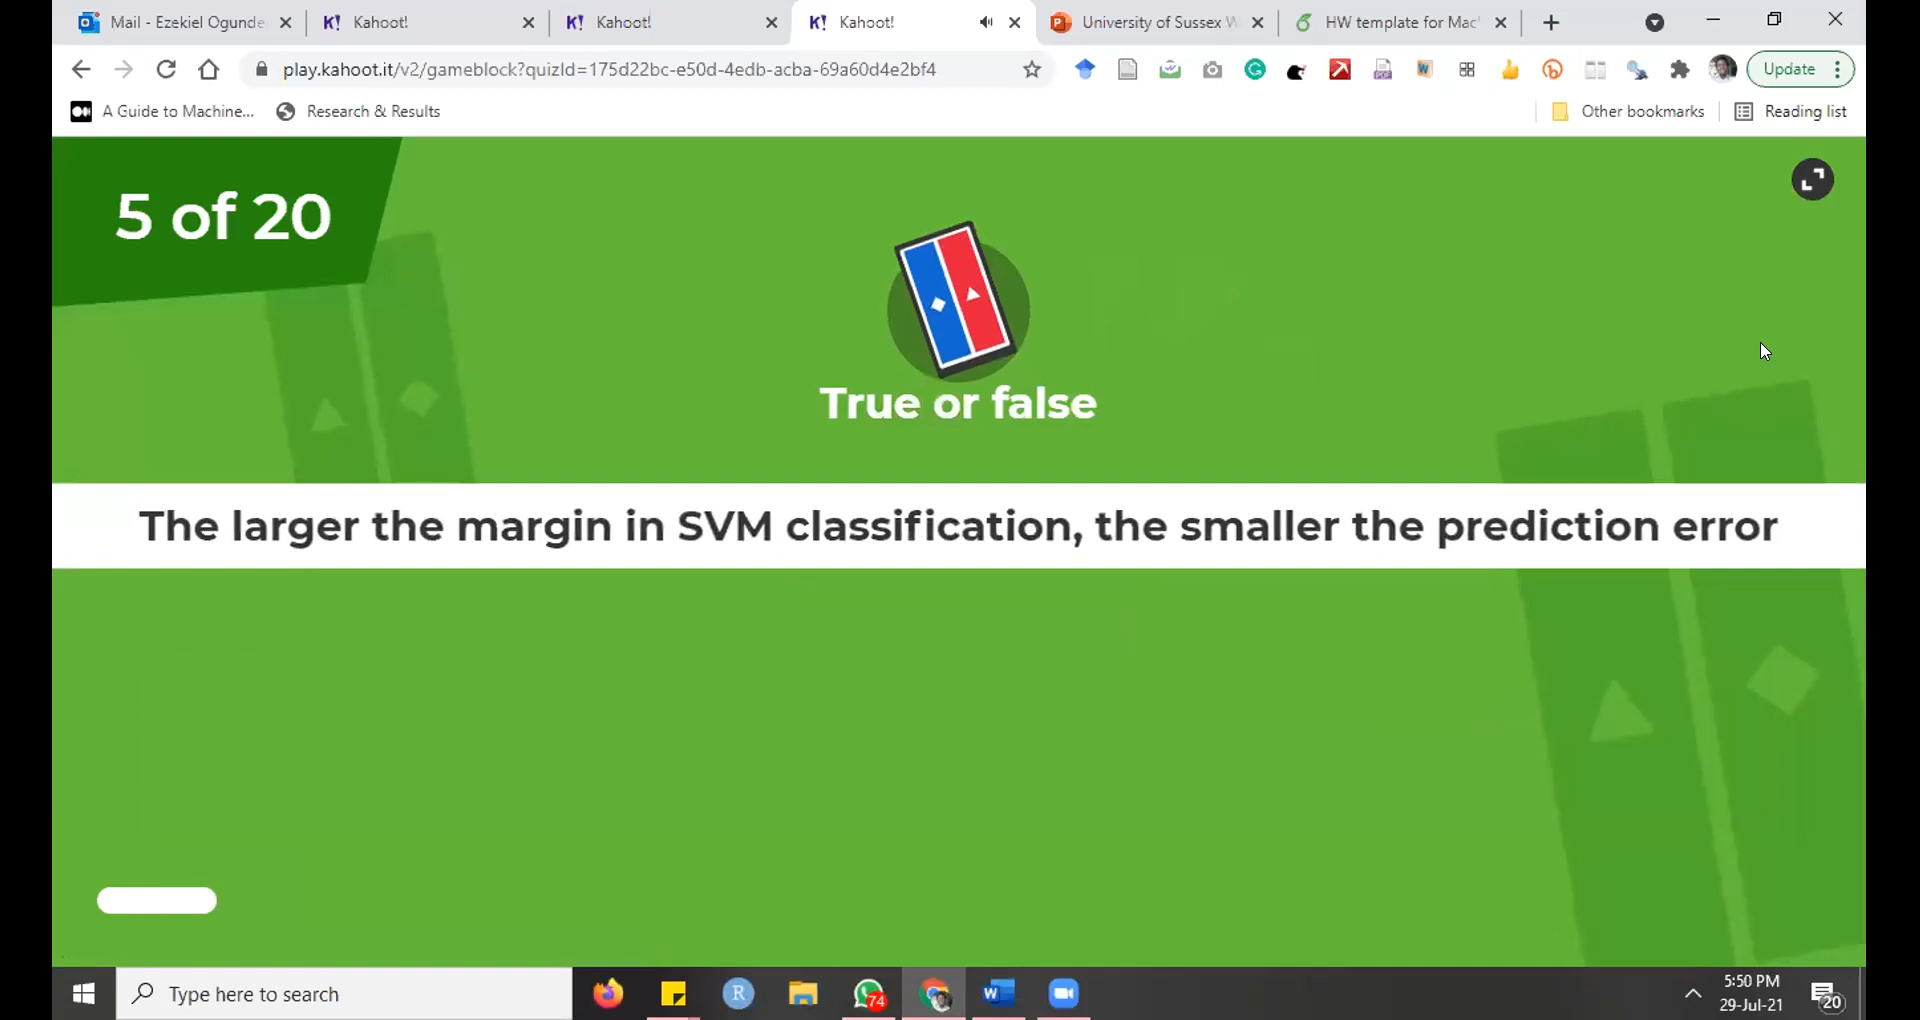 Mail - Ezekiel Ogunde
K! Kahoot!
K! Kahoot!
K! Kahoot!
University of Sussex W
HW template for Mac
play.kahoot.it/v2/gameblock?quizId=175d22bc-e50d-4edb-acba-69a60d4e2bf4
Update
A Guide to Machine...
Research & Results
Other bookmarks
Reading list
5 of 20
True or false
The larger the margin in SVM classification, the smaller the prediction error
Type here to search
74
5:50 PM
29-Jul-21
20